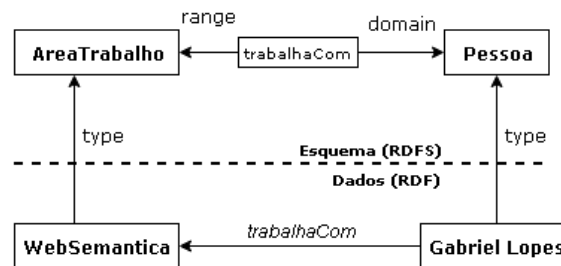 range
domain
AreaTrabalho
trabalhaCom
Pessoa
type
type
Esquema (RDFS)
Dados (RDF)
trabalhaCom
WebSemantica
Gabriel Lopes